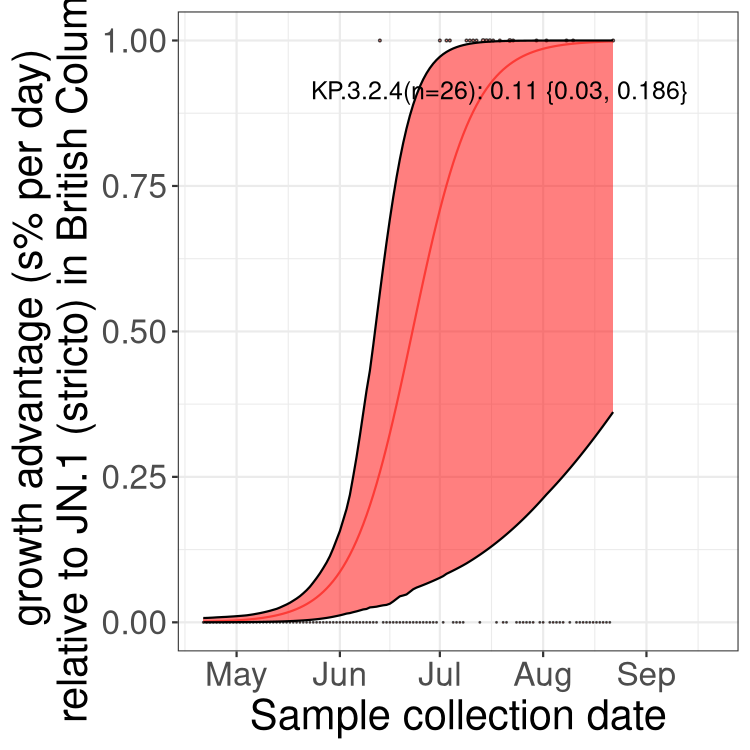 growth advantage (s% per day)
relative to JN.1 (stricto) in British Colum
1.00
0.75
0.50
0.25
0.00
KP.3.2.4(n=26): 0.11 {0.03, 0.186}
May Jun Jul Aug Sep
Sample collection date